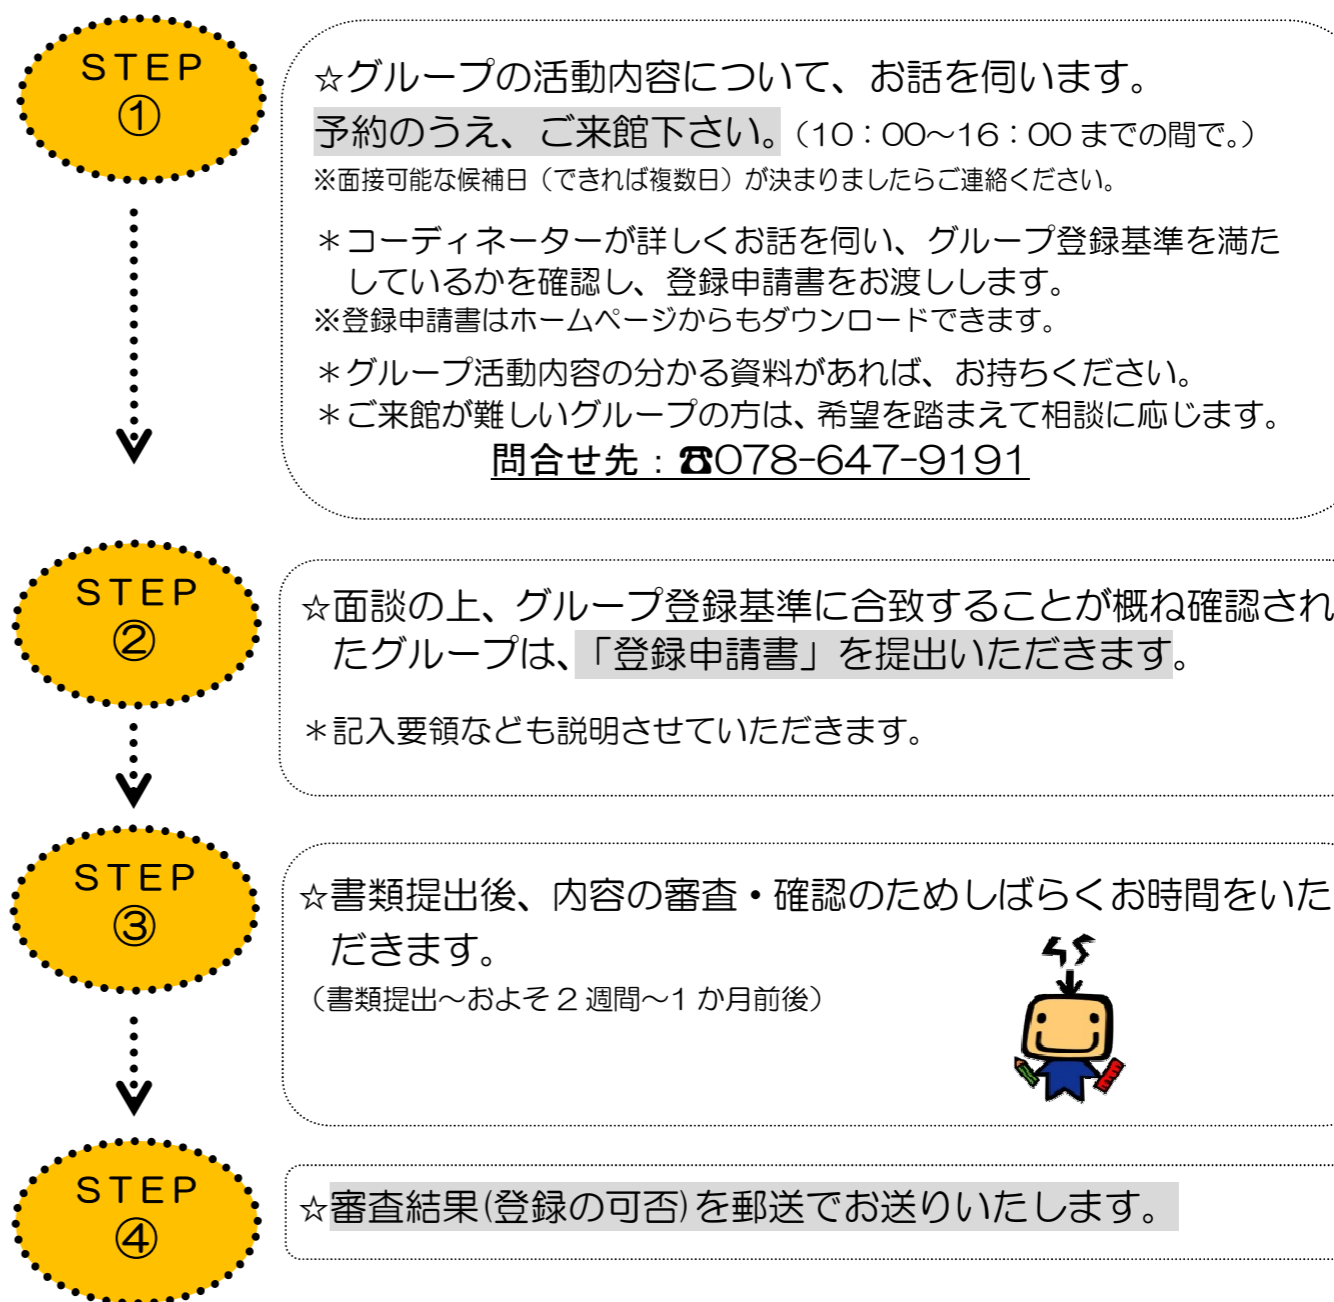 STEP
①
☆グループの活動内容について、お話を伺います。
予約のうえ、ご来館下さい。（10：00～16：00 までの間で。）
※面接可能な候補日（できれば複数日）が決まりましたらご連絡ください。
＊コーディネーターが詳しくお話を伺い、グループ登録基準を満た
しているかを確認し、登録申請書をお渡しします。
※登録申請書はホームページからもダウンロードできます。
＊グループ活動内容の分かる資料があれば、お持ちください。
＊ご来館が難しいグループの方は、希望を踏まえて相談に応じます。
問合せ先：☎078-647-9191
STEP
②
☆面談の上、グループ登録基準に合致することが概ね確認され
たグループは、「登録申請書」を提出いただきます。
＊記入要領なども説明させていただきます。
STEP
③
☆書類提出後、内容の審査・確認のためしばらくお時間をいた
だきます。
（書類提出～およそ 2 週間～1 か月前後）
STEP
④
☆審査結果(登録の可否)を郵送でお送りいたします。